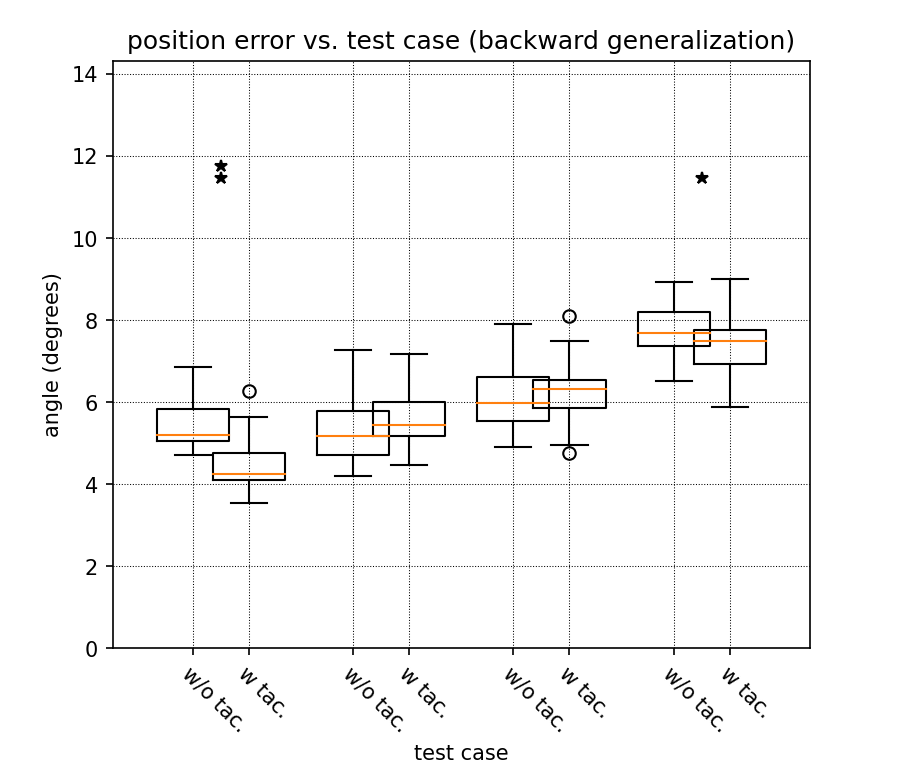 position error vs. test case (backward generalization)
14
12
10
8
6
4
2
0
angle (degrees)
w/o tac.
w tac.
w/o tac.
w tac.
w/o tac.
w tac.
w/o tac.
w tac.
test case